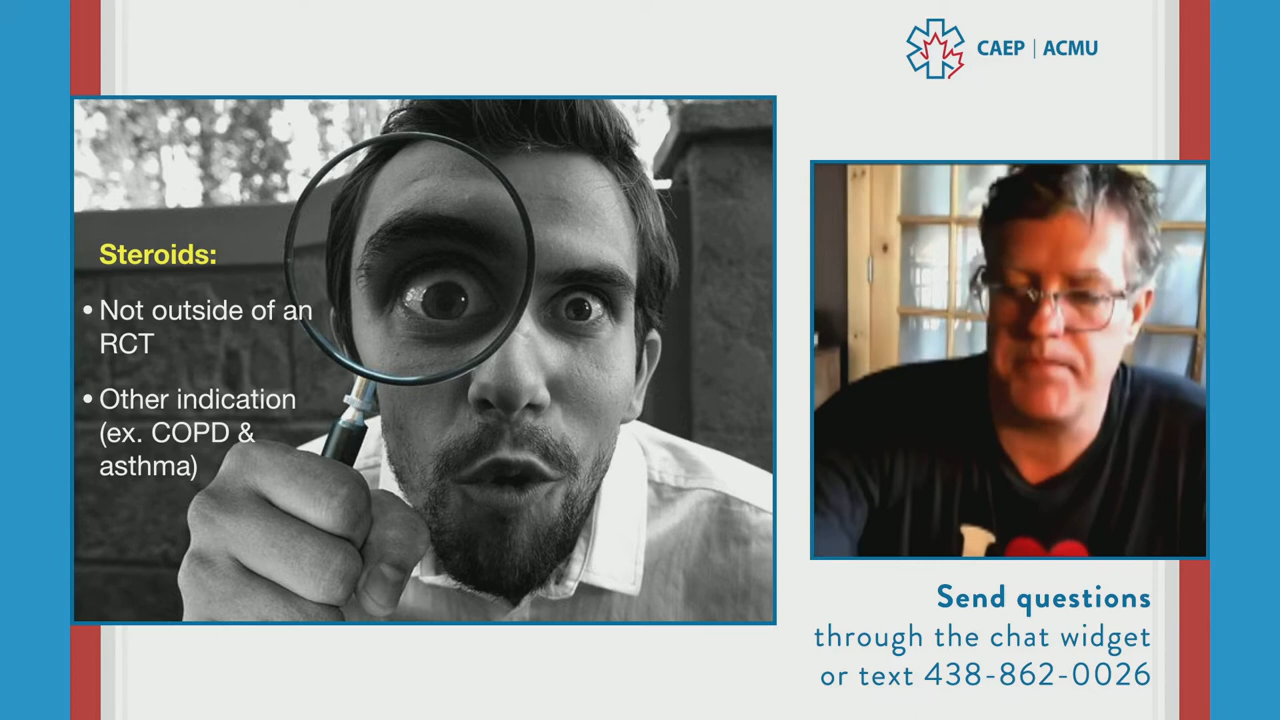 CAEP | ACMU
Steroids:
• Not outside of an
RCT
• Other indication
(ex. COPD &
asthma)
I
Send questions
through the chat widget
or text 438-862-0026